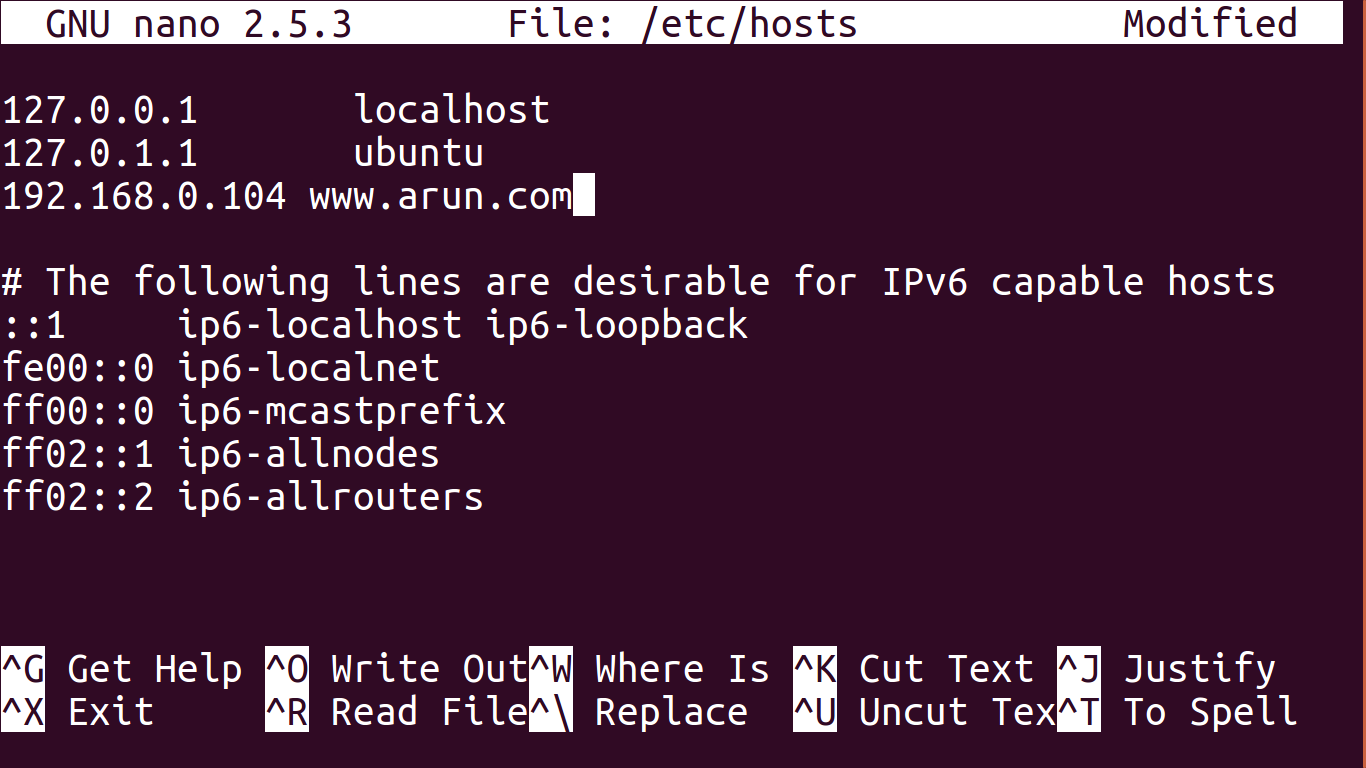 GNU nano 2.5.3 File: /etc/hosts Modified
127.0.0.1 localhost
127.0.1.1 ubuntu
192.168.0.104 www.arun.com
# The following lines are desirable for IPv6 capable hosts
::1 ip6-localhost ip6-loopback
fe00::0 ip6-localnet
ff00::0 ip6-mcastprefix
ff02::1 ip6-allnodes
ff02::2 ip6-allrouters
^G Get Help ^O Write Out ^W Where Is ^K Cut Text ^J Justify
^X Exit ^R Read File ^\ Replace ^U Uncut Tex ^T To Spell